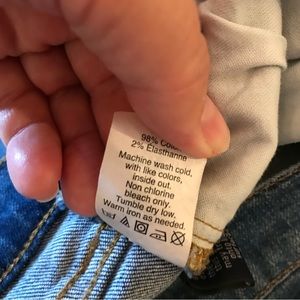 98%
2% Elasthanne
Machine wash cold,
with like colors,
inside out.
Non chlorine
bleach only.
Tumble dry low.
Warm iron as needed.